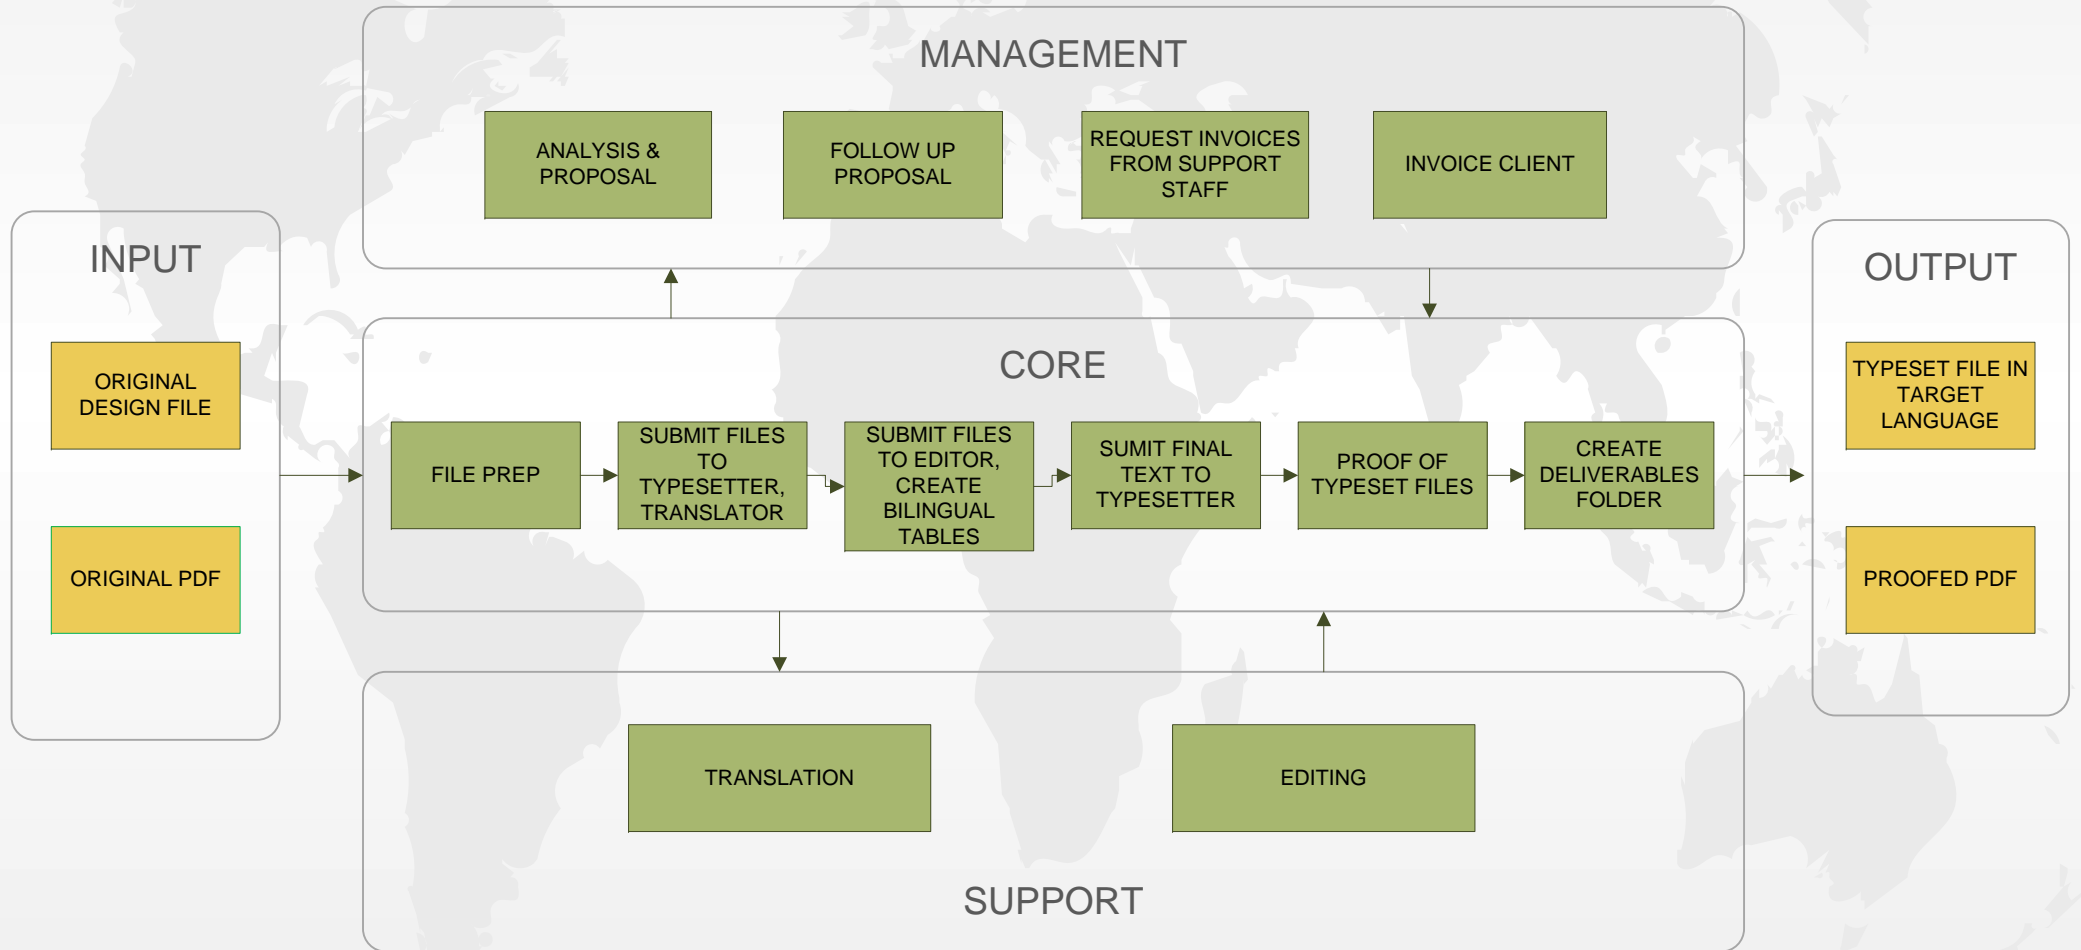 MANAGEMENT
ANALYSIS &
PROPOSAL
FOLLOW UP
PROPOSAL
REQUEST INVOICES
FROM SUPPORT
STAFF
INVOICE CLIENT
INPUT
ORIGINAL
DESIGN FILE
ORIGINAL PDF
CORE
FILE PREP
SUBMIT FILES
TO
TYPESETTER,
TRANSLATOR
SUBMIT FILES
TO EDITOR,
CREATE
BILINGUAL
TABLES
SUMIT FINAL
TEXT TO
TYPESETTER
PROOF OF
TYPESET FILES
CREATE
DELIVERABLES
FOLDER
OUTPUT
TYPESET FILE IN
TARGET
LANGUAGE
PROOFED PDF
TRANSLATION
EDITING
SUPPORT